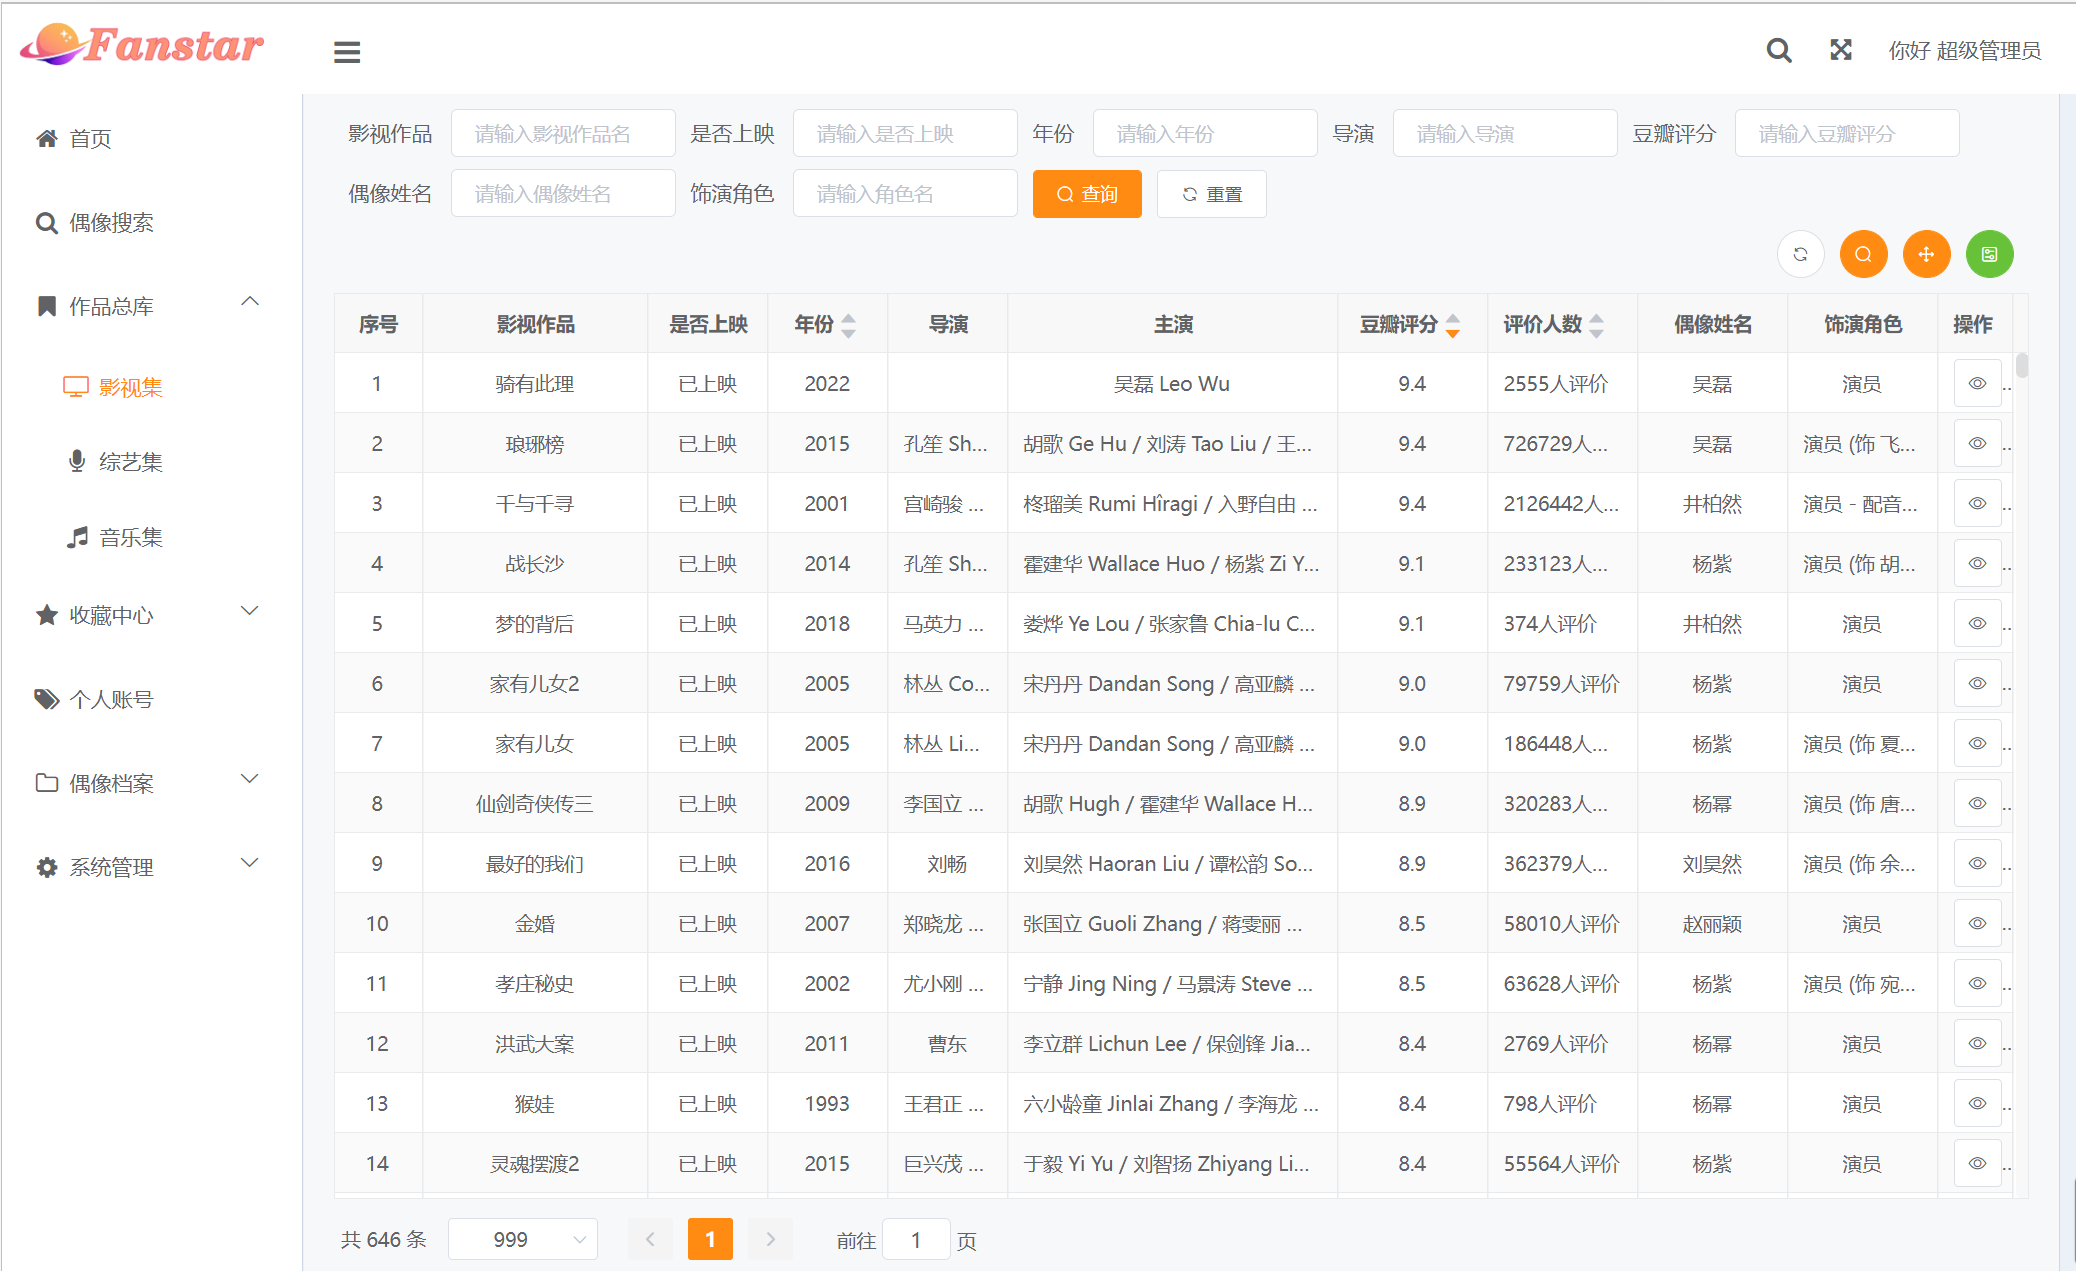 Fanstar
你好 超级管理员
首页
偶像搜索
作品总库
影视集
综艺集
音乐集
收藏中心
个人账号
偶像档案
系统管理
影视作品 请输入影视作品名 是否上映 请输入是否上映 年份 请输入年份 导演 请输入导演 豆瓣评分 请输入豆瓣评分
偶像姓名 请输入偶像姓名 饰演角色 请输入角色名 查询 重置
序号 影视作品 是否上映 年份 导演 主演 豆瓣评分 评价人数 偶像姓名 饰演角色 操作
1 骑有此理 已上映 2022 吴磊 Leo Wu 9.4 2555人评价 吴磊 演员 ..
2 琅琊榜 已上映 2015 孔笙 Sh... 胡歌 Ge Hu / 刘涛 Tao Liu / 王... 9.4 726729人... 吴磊 演员 (饰 飞... ..
3 千与千寻 已上映 2001 宫崎骏 ... 柊瑠美 Rumi Hîragi / 入野自由 ... 9.4 2126442人... 井柏然 演员 - 配音... ..
4 战长沙 已上映 2014 孔笙 Sh... 霍建华 Wallace Huo / 杨紫 Zi Y... 9.1 233123人... 杨紫 演员 (饰 胡... ..
5 梦的背后 已上映 2018 马英力 ... 娄烨 Ye Lou / 张家鲁 Chia-lu C... 9.1 374人评价 井柏然 演员 ..
6 家有儿女2 已上映 2005 林丛 Co... 宋丹丹 Dandan Song / 高亚麟 ... 9.0 79759人评价 杨紫 演员 ..
7 家有儿女 已上映 2005 林丛 Li... 宋丹丹 Dandan Song / 高亚麟 ... 9.0 186448人... 杨紫 演员 (饰 夏... ..
8 仙剑奇侠传三 已上映 2009 李国立 ... 胡歌 Hugh / 霍建华 Wallace H... 8.9 320283人... 杨幂 演员 (饰 唐... ..
9 最好的我们 已上映 2016 刘畅 刘昊然 Haoran Liu / 谭松韵 So... 8.9 362379人... 刘昊然 演员 (饰 余... ..
10 金婚 已上映 2007 郑晓龙 ... 张国立 Guoli Zhang / 蒋雯丽 ... 8.5 58010人评价 赵丽颖 演员 ..
11 孝庄秘史 已上映 2002 尤小刚 ... 宁静 Jing Ning / 马景涛 Steve ... 8.5 63628人评价 杨紫 演员 (饰 宛... ..
12 洪武大案 已上映 2011 曹东 李立群 Lichun Lee / 保剑锋 Jia... 8.4 2769人评价 杨幂 演员 ..
13 猴娃 已上映 1993 王君正 ... 六小龄童 Jinlai Zhang / 李海龙 ... 8.4 798人评价 杨幂 演员 ..
14 灵魂摆渡2 已上映 2015 巨兴茂 ... 于毅 Yi Yu / 刘智扬 Zhiyang Li... 8.4 55564人评价 杨紫 演员 ..
共 646 条 999 1 前往 1 页